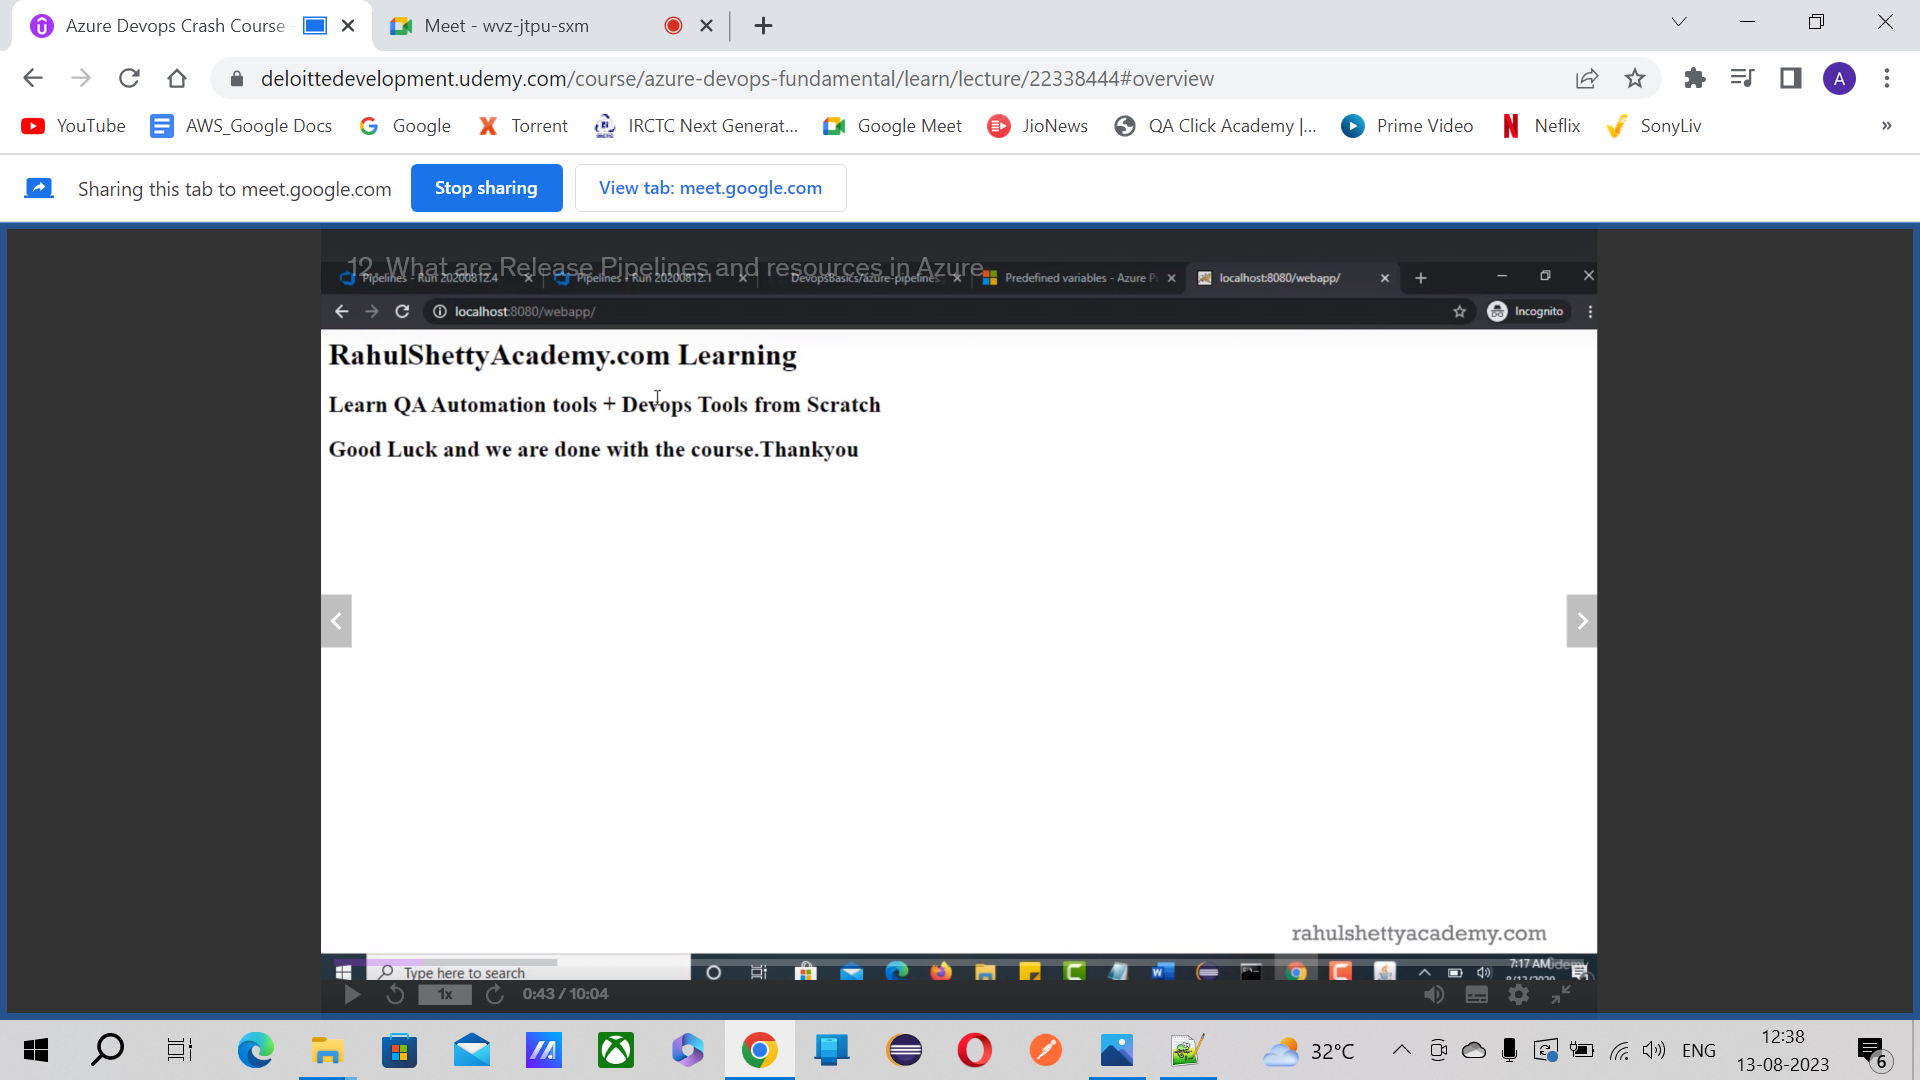 Azure Devops Crash Course
Meet - wvz-jtpu-sxm
deloittedevelopment.udemy.com/course/azure-devops-fundamental/learn/lecture/22338444#overview
A
YouTube AWS_Google Docs Google Torrent IRCTC Next Generat... Google Meet JioNews QA Click Academy |... Prime Video Neflix SonyLiv »
Sharing this tab to meet.google.com Stop sharing View tab: meet.google.com
12. What are Release Pipelines and resources in Azure
Pipelines - Run 20200812.4 Pipelines - Run 20200812.1 DevopsBasics/azure-pipelines Predefined variables - Azure Pi localhost:8080/webapp/
localhost:8080/webapp/ Incognito
RahulShettyAcademy.com Learning
Learn QA Automation tools + Devops Tools from Scratch
Good Luck and we are done with the course.Thankyou
rahulshettyacademy.com
Type here to search 7:17 AM
1x 0:43 / 10:04
32°C ENG 12:38
13-08-2023 6